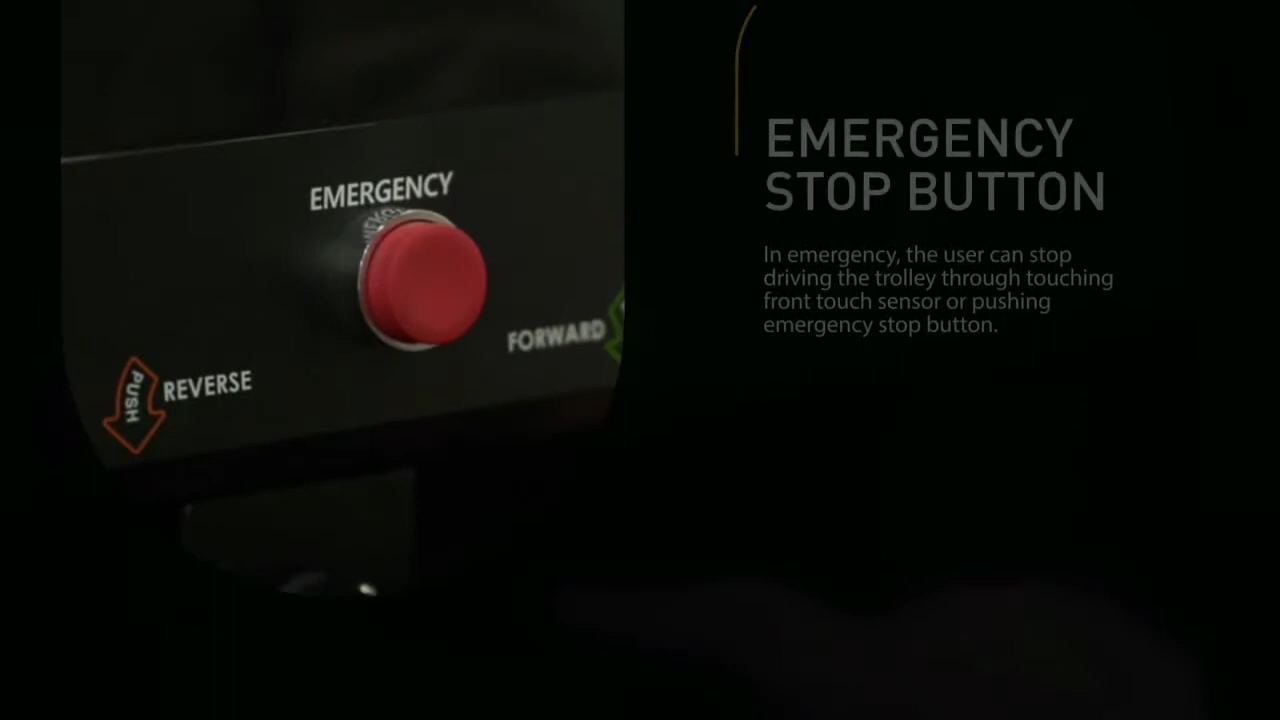 EMERGENCY
PUSH
REVERSE
FORWARD
EMERGENCY
STOP BUTTON
In emergency, the user can stop
driving the trolley through touching
front touch sensor or pushing
emergency stop button.